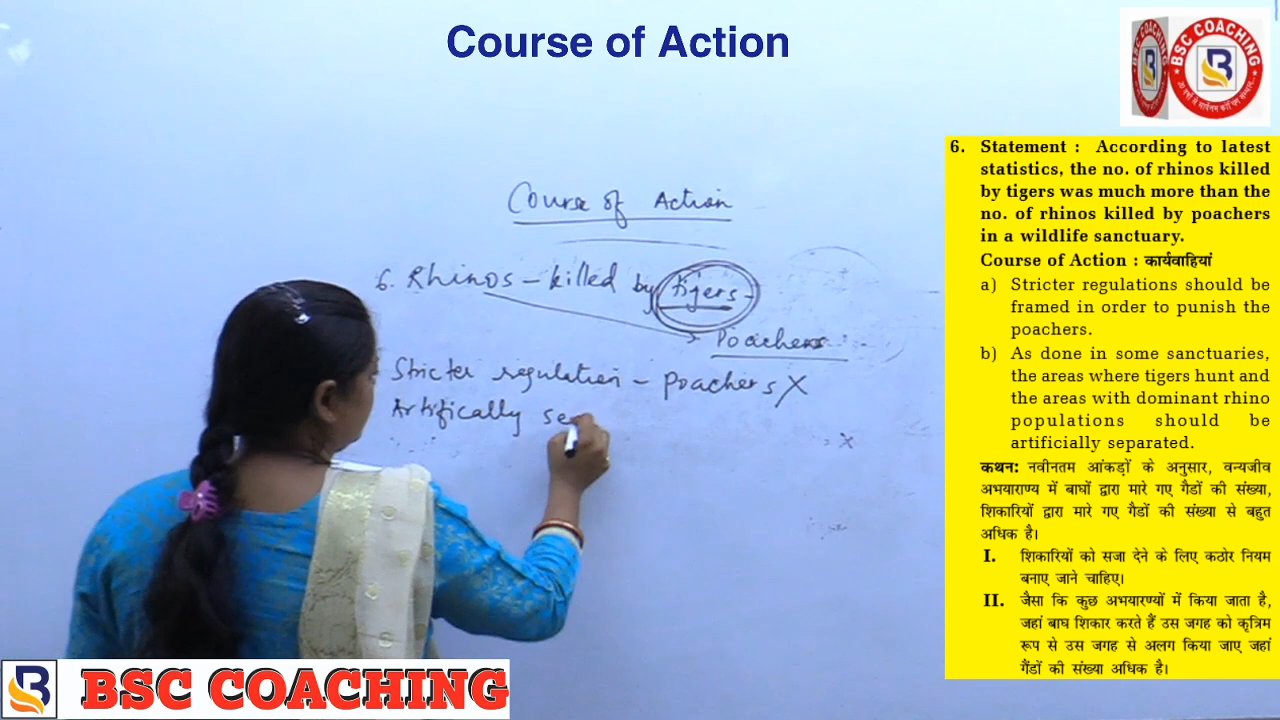 Course of Action
BSC COACHING
BSC COACHING
Course of Action
6. Rhinos - killed by tigers -
Poachers
Stricter regulation - poachers X
Artifically se
6. Statement : According to latest
statistics, the no. of rhinos killed
by tigers was much more than the
no. of rhinos killed by poachers
in a wildlife sanctuary.
Course of Action : कार्यवाहियां
a) Stricter regulations should be
framed in order to punish the
poachers.
b) As done in some sanctuaries,
the areas where tigers hunt and
the areas with dominant rhino
populations should be
artificially separated.
कथन: नवीनतम आंकड़ों के अनुसार, वन्यजीव
अभयाराण्य में बाघों द्वारा मारे गए गैडों की संख्या,
शिकारियों द्वारा मारे गए गैडों की संख्या से बहुत
अधिक है।
I. शिकारियों को सजा देने के लिए कठोर नियम
बनाए जाने चाहिए।
II. जैसा कि कुछ अभयारण्यों में किया जाता है,
जहां बाघ शिकार करते हैं उस जगह को कृत्रिम
रूप से उस जगह से अलग किया जाए जहां
गैंडों की संख्या अधिक है।
BSC COACHING